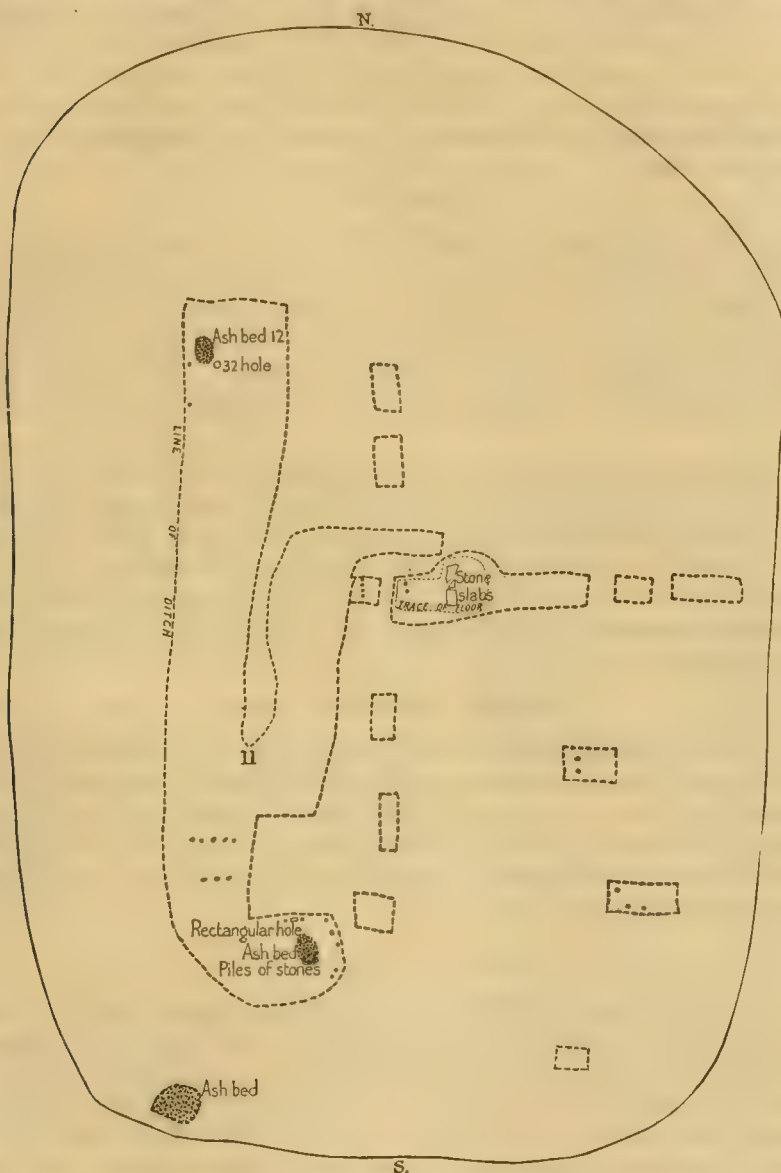 N.
Ash bed 12
32 hole
LINE
OF
DITCH
Stone
slabs
TRACE OF FLOOR
11
Rectangular hole
Ash bed
Piles of stones
Ash bed
S.